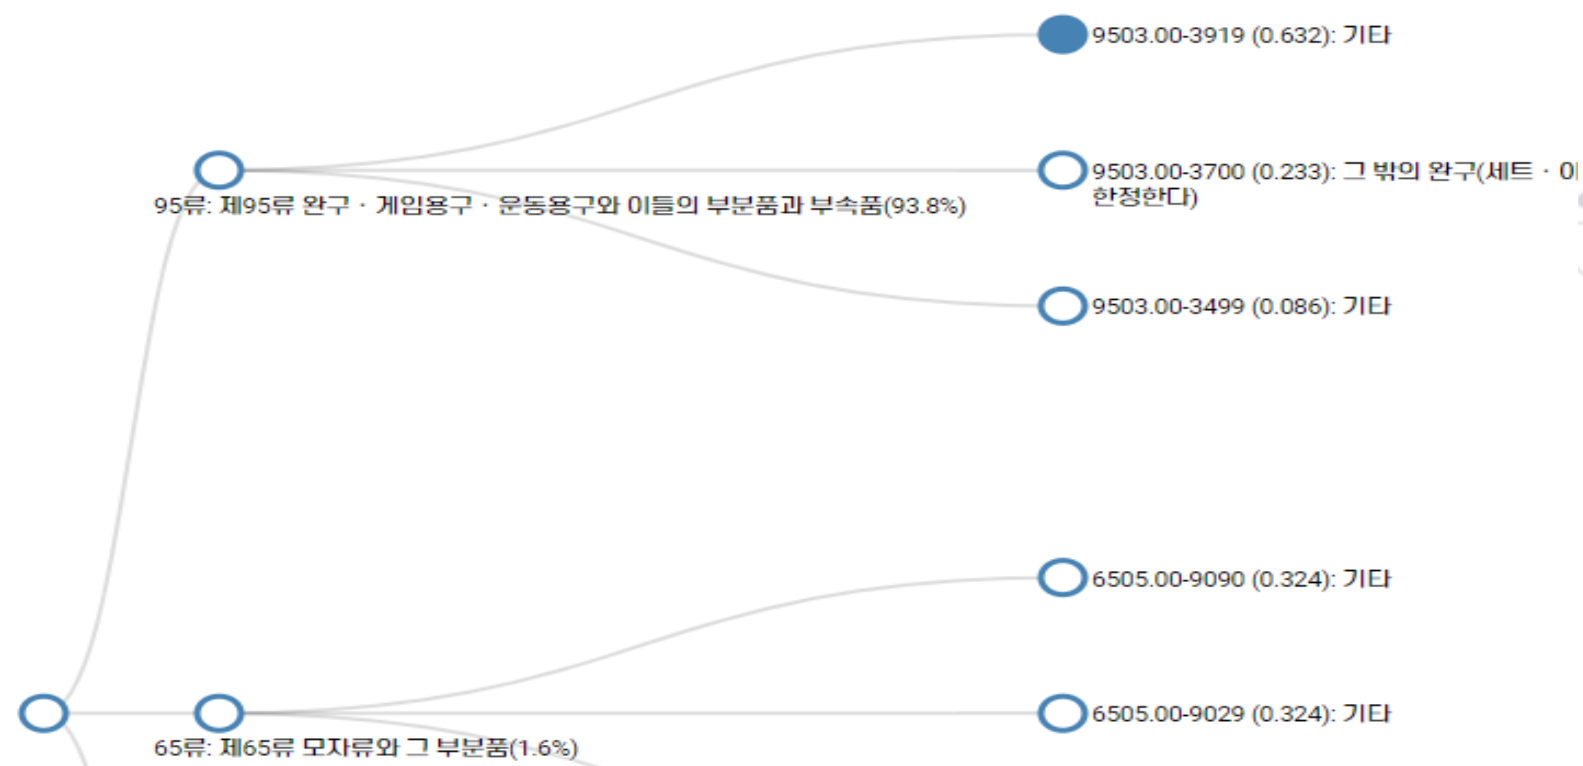 9503.00-3919 (0.632): 기타
9503.00-3700 (0.233): 그 밖의 완구(세트 · 이
한정한다)
95류: 제95류 완구 · 게임용구 · 운동용구와 이들의 부분품과 부속품(93.8%)
9503.00-3499 (0.086): 기타
6505.00-9090 (0.324): 기타
6505.00-9029 (0.324): 기타
65류: 제65류 모자류와 그 부분품(1.6%)